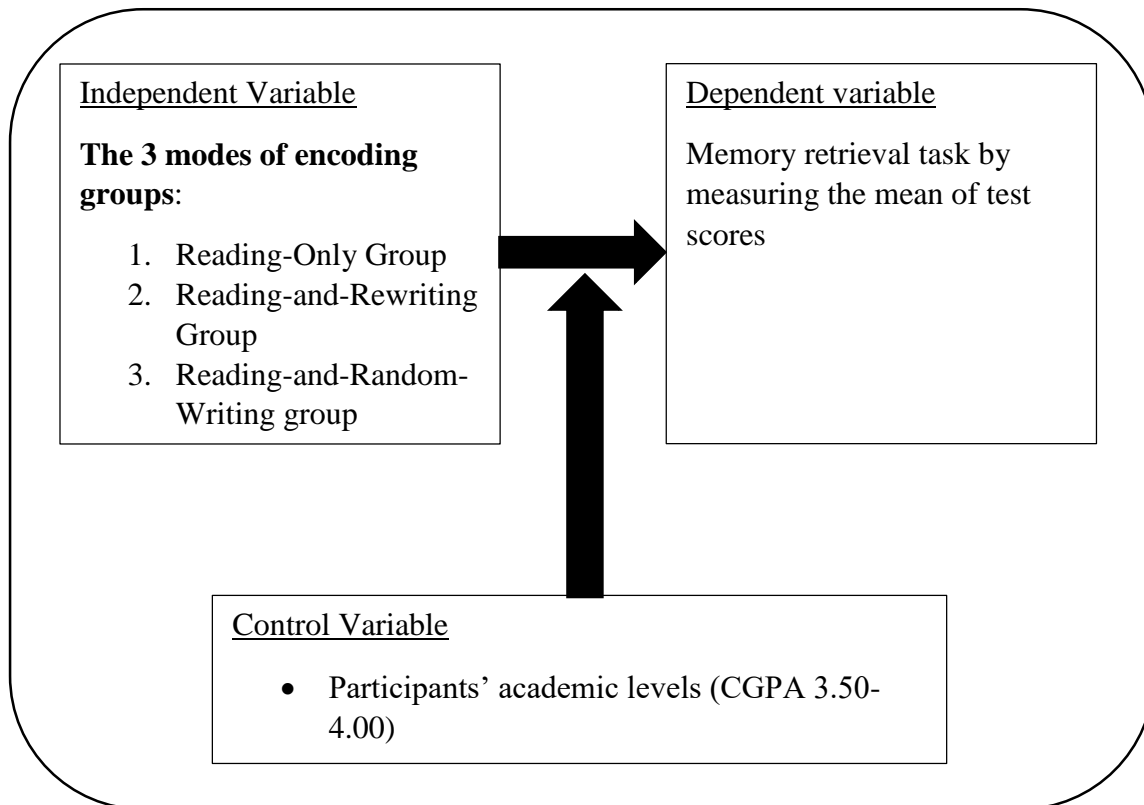 Independent Variable
The 3 modes of encoding
groups:
1. Reading-Only Group
2. Reading-and-Rewriting
Group
3. Reading-and-Random-
Writing group
Dependent variable
Memory retrieval task by
measuring the mean of test
scores
Control Variable
• Participants’ academic levels (CGPA 3.50-
4.00)